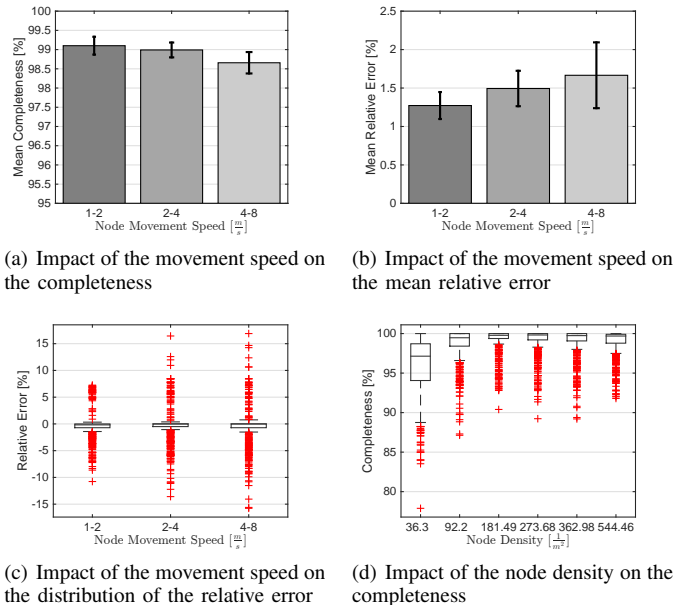 100
99.5
99
98.5
98
97.5
97
96.5
96
95.5
95
Mean Completeness [%]
1-2 2-4 4-8
Node Movement Speed [m/s]
2.5
2
1.5
1
0.5
0
Mean Relative Error [%]
1-2 2-4 4-8
Node Movement Speed [m/s]
(a) Impact of the movement speed on
the completeness
(b) Impact of the movement speed on
the mean relative error
15
10
5
0
-5
-10
-15
Relative Error [%]
1-2 2-4 4-8
Node Movement Speed [m/s]
100
95
90
85
80
Completeness [%]
36.3 92.2 181.49 273.68 362.98 544.46
Node Density [1/m²]
(c) Impact of the movement speed on
the distribution of the relative error
(d) Impact of the node density on the
completeness